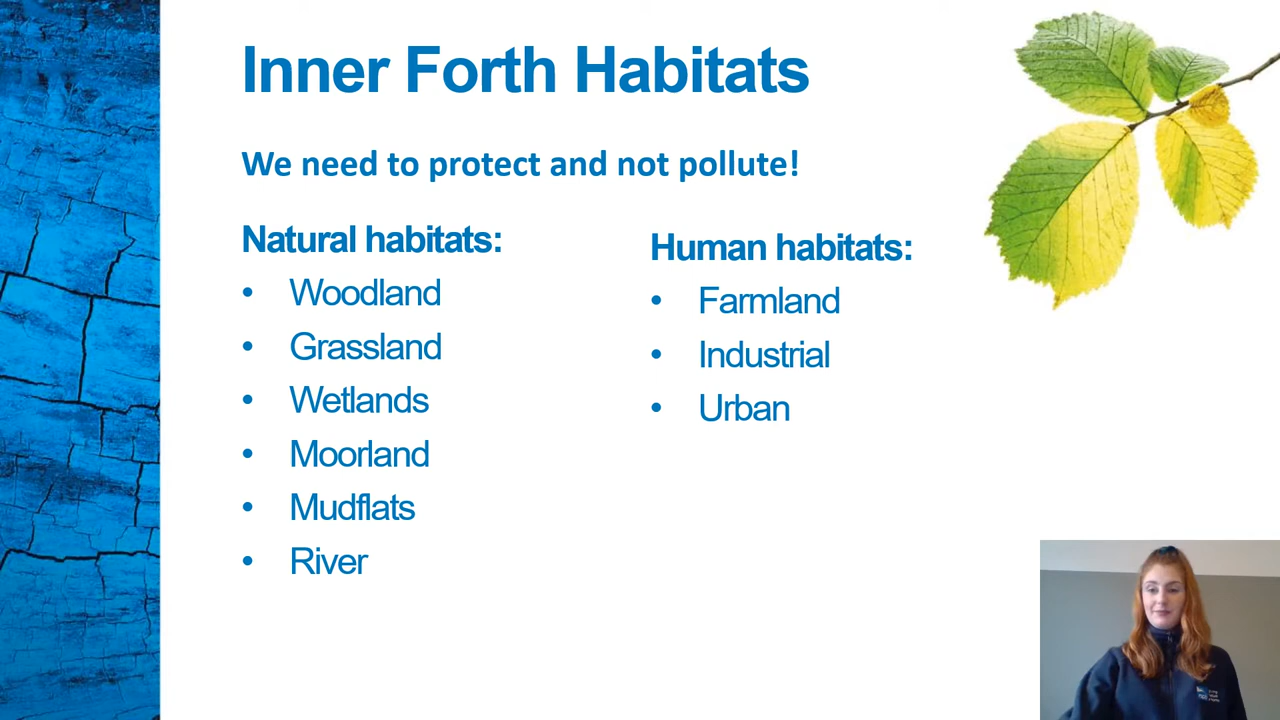 Inner Forth Habitats
We need to protect and not pollute!
Natural habitats:
• Woodland
• Grassland
• Wetlands
• Moorland
• Mudflats
• River
Human habitats:
• Farmland
• Industrial
• Urban